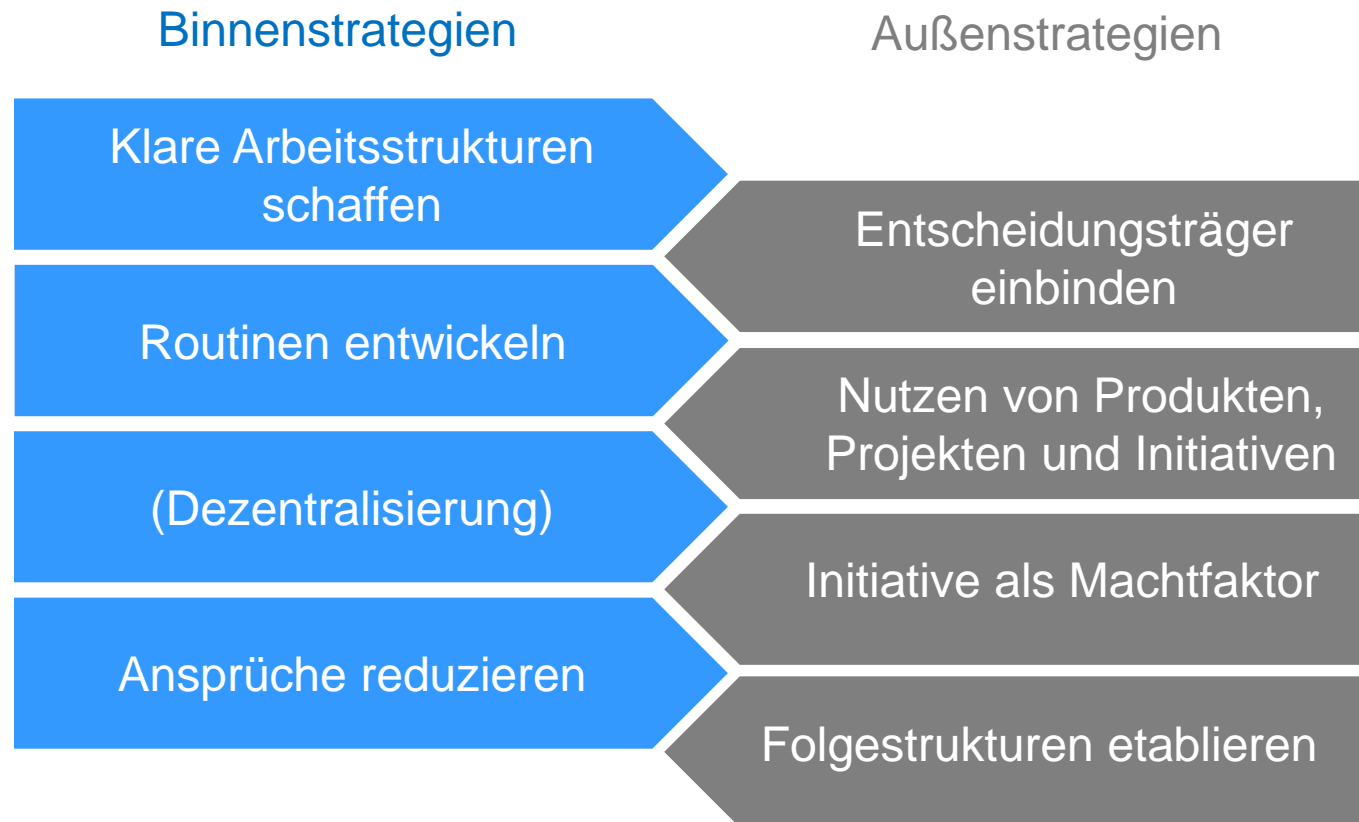 Binnenstrategien
Außenstrategien
Klare Arbeitsstrukturen
schaffen
Routinen entwickeln
(Dezentralisierung)
Ansprüche reduzieren
Entscheidungsträger
einbinden
Nutzen von Produkten,
Projekten und Initiativen
Initiative als Machtfaktor
Folgestrukturen etablieren